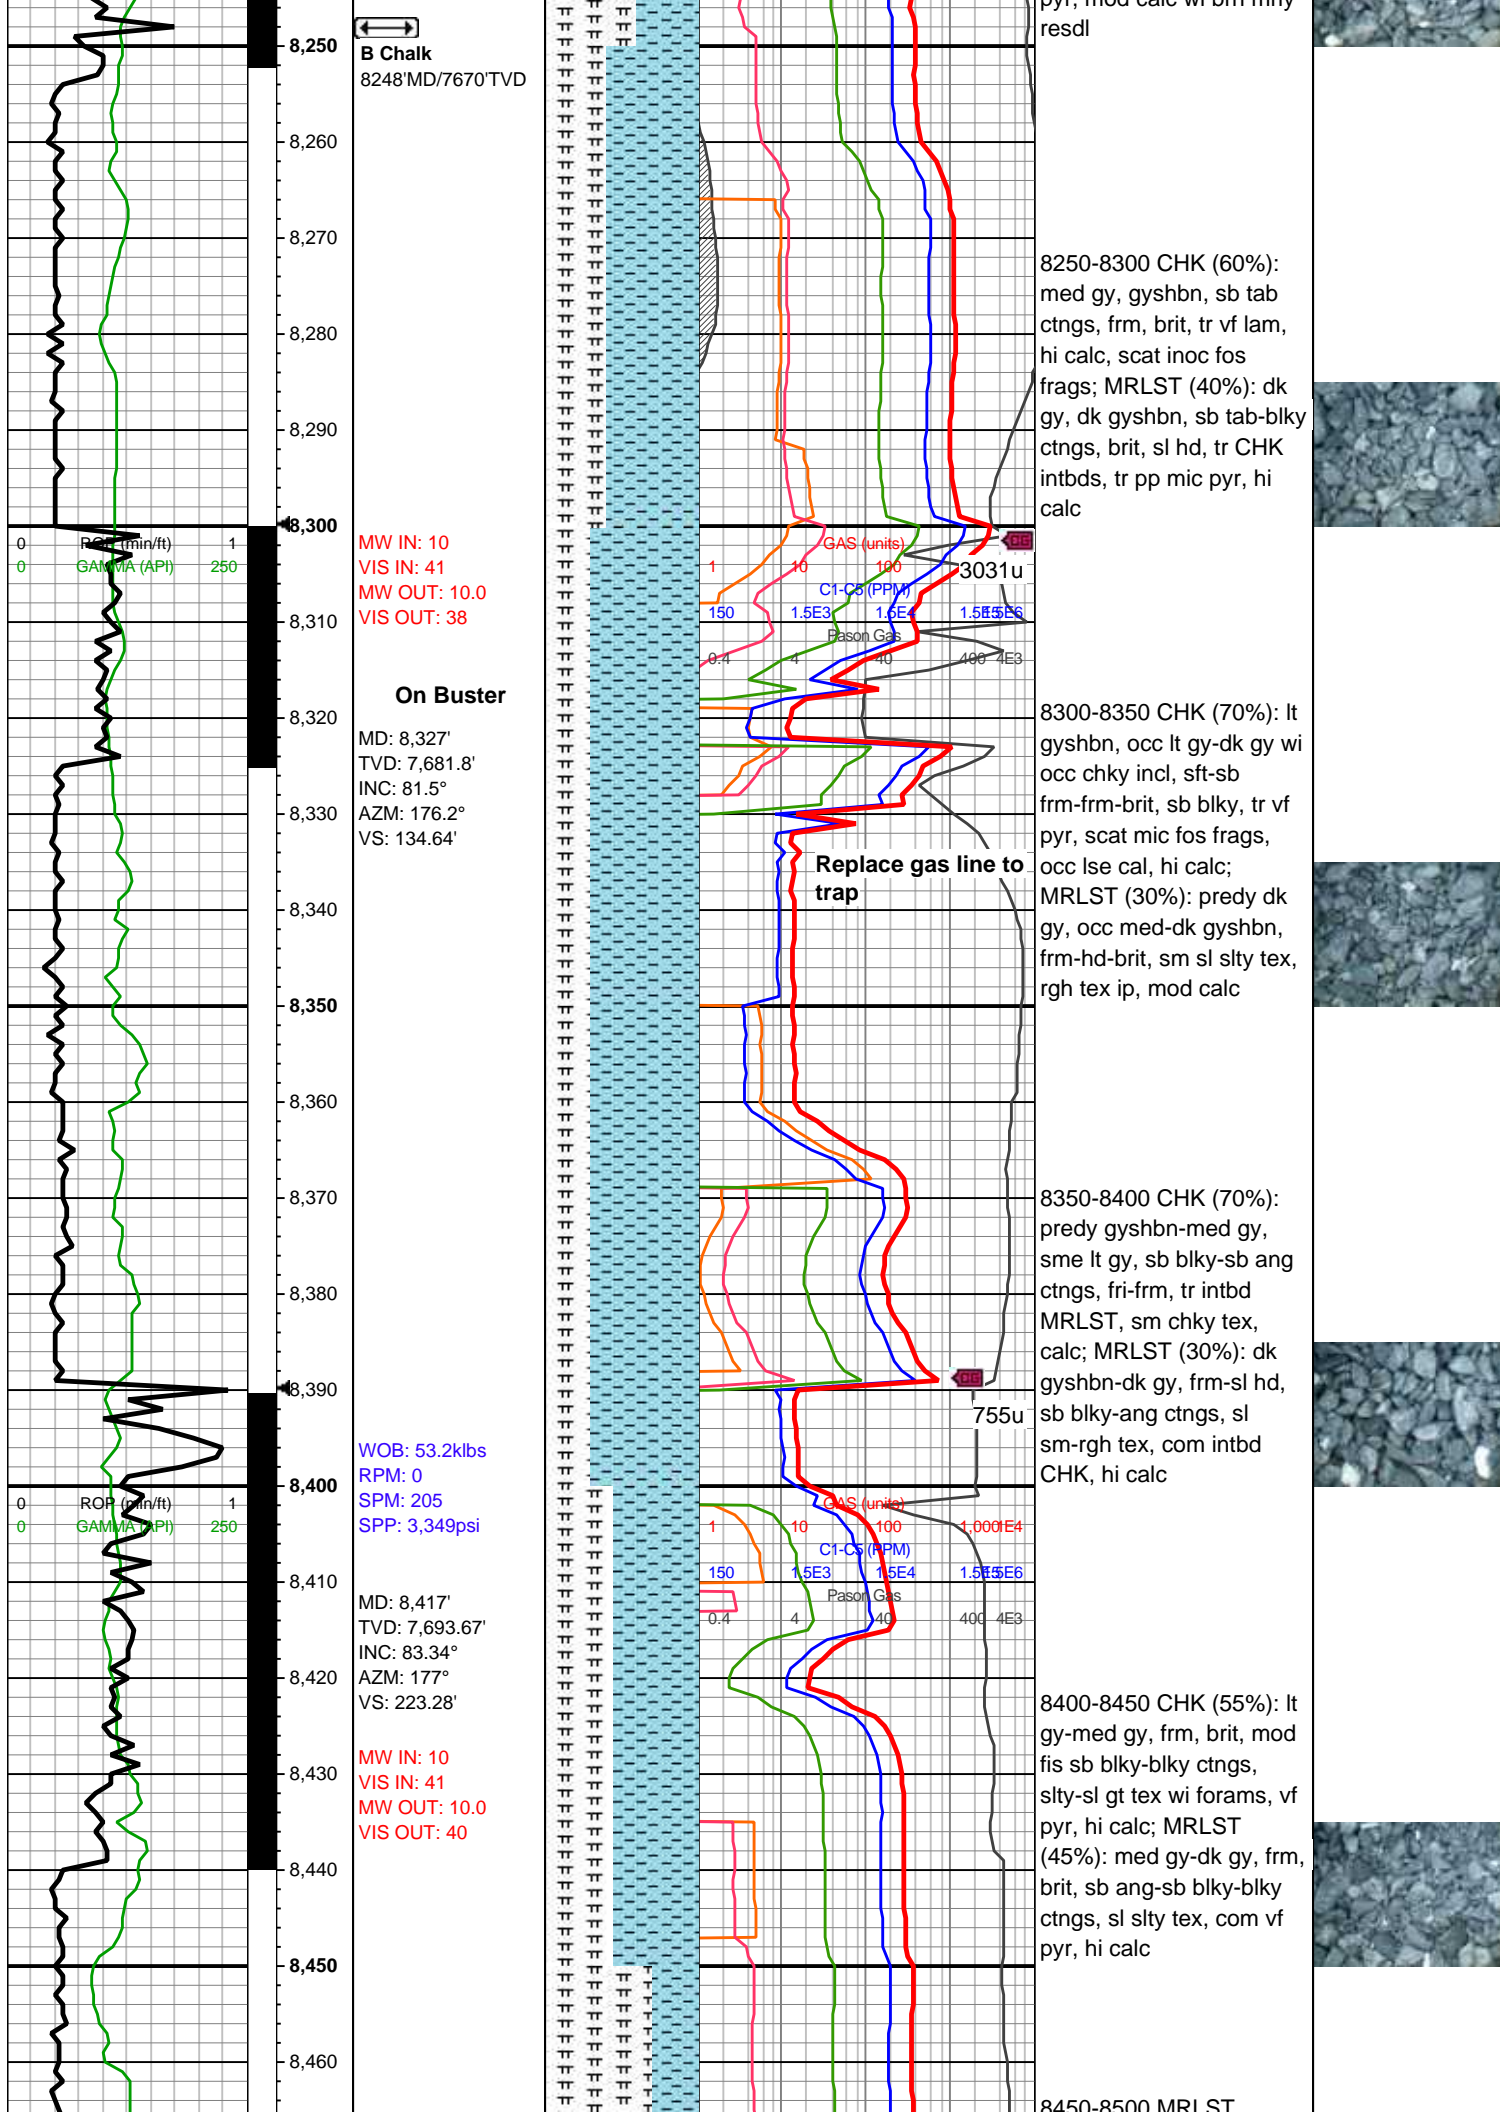 pyr, mod calc wi brn mny
resdl
8,250
B Chalk
8248'MD/7670'TVD
8,260
8,270
8250-8300 CHK (60%):
med gy, gyshbn, sb tab
ctngs, frm, brit, tr vf lam,
hi calc, scat inoc fos
frags; MRLST (40%): dk
gy, dk gyshbn, sb tab-blky
ctngs, brit, sl hd, tr CHK
intbds, tr pp mic pyr, hi
calc
8,280
8,290
8,300
0 ROP (min/ft) 1
0 GAMMA (API) 250
MW IN: 10
VIS IN: 41
MW OUT: 10.0
VIS OUT: 38
GAS (units)
1 10 100
C1-C5 (PPM)
150 1.5E3 1.5E4 1.5E5 1.5E6
Pason Gas
0.4 4 40 400 4E3
CG
3031u
8,310
On Buster
8,320
MD: 8,327'
TVD: 7,681.8'
INC: 81.5°
AZM: 176.2°
VS: 134.64'
8,330
Replace gas line to
trap
8300-8350 CHK (70%): lt
gyshbn, occ lt gy-dk gy wi
occ chky incl, sft-sb
frm-frm-brit, sb blky, tr vf
pyr, scat mic fos frags,
occ lse cal, hi calc;
MRLST (30%): predy dk
gy, occ med-dk gyshbn,
frm-hd-brit, sm sl slty tex,
rgh tex ip, mod calc
8,340
8,350
8,360
8,370
8,380
8350-8400 CHK (70%):
predy gyshbn-med gy,
sme lt gy, sb blky-sb ang
ctngs, fri-frm, tr intbd
MRLST, sm chky tex,
calc; MRLST (30%): dk
gyshbn-dk gy, frm-sl hd,
sb blky-ang ctngs, sl
sm-rgh tex, com intbd
CHK, hi calc
8,390
CG
755u
WOB: 53.2klbs
RPM: 0
SPM: 205
SPP: 3,349psi
8,400
0 ROP (min/ft) 1
0 GAMMA (API) 250
GAS (units)
1 10 100 1,000 1E4
C1-C5 (PPM)
150 1.5E3 1.5E4 1.5E5 1.5E6
Pason Gas
0.4 4 40 400 4E3
8,410
MD: 8,417'
TVD: 7,693.67'
INC: 83.34°
AZM: 177°
VS: 223.28'
8,420
MW IN: 10
VIS IN: 41
MW OUT: 10.0
VIS OUT: 40
8,430
8400-8450 CHK (55%): lt
gy-med gy, frm, brit, mod
fis sb blky-blky ctngs,
slty-sl gt tex wi forams, vf
pyr, hi calc; MRLST
(45%): med gy-dk gy, frm,
brit, sb ang-sb blky-blky
ctngs, sl slty tex, com vf
pyr, hi calc
8,440
8,450
8,460
8450-8500 MRLST